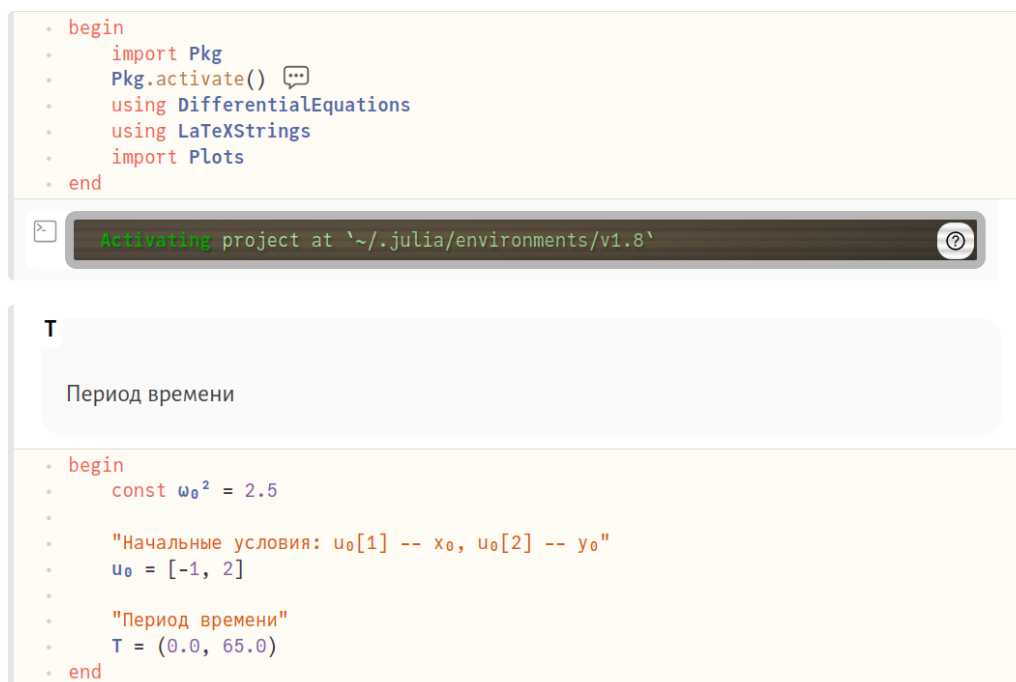 begin
import Pkg
Pkg.activate()
using DifferentialEquations
using LaTeXStrings
import Plots
end
Activating project at `~/.julia/environments/v1.8`
T
Период времени
begin
const ω₀² = 2.5
"Начальные условия: u₀[1] -- x₀, u₀[2] -- y₀"
u₀ = [-1, 2]
"Период времени"
T = (0.0, 65.0)
end